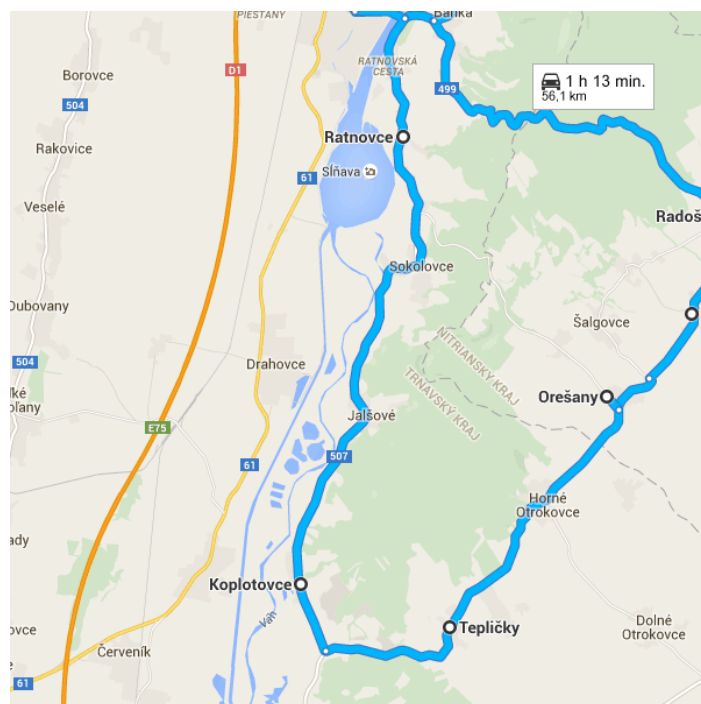 PIEŠŤANY
Banka
Borovce
D1
RATNOVSKÁ
CESTA
499
1 h 13 min.
56,1 km
504
Ratnovce
Rakovice
61
Sĺňava
Veselé
Radoš
Sokolovce
Dubovany
Šalgovce
NITRIANSKY KRAJ
504
Drahovce
TRNAVSKÝ KRAJ
Orešany
Jalšové
E75
507
61
Horné
Otrokovce
Koplotovce
Váh
Tepličky
Dolné
Otrokovce
Červeník
61